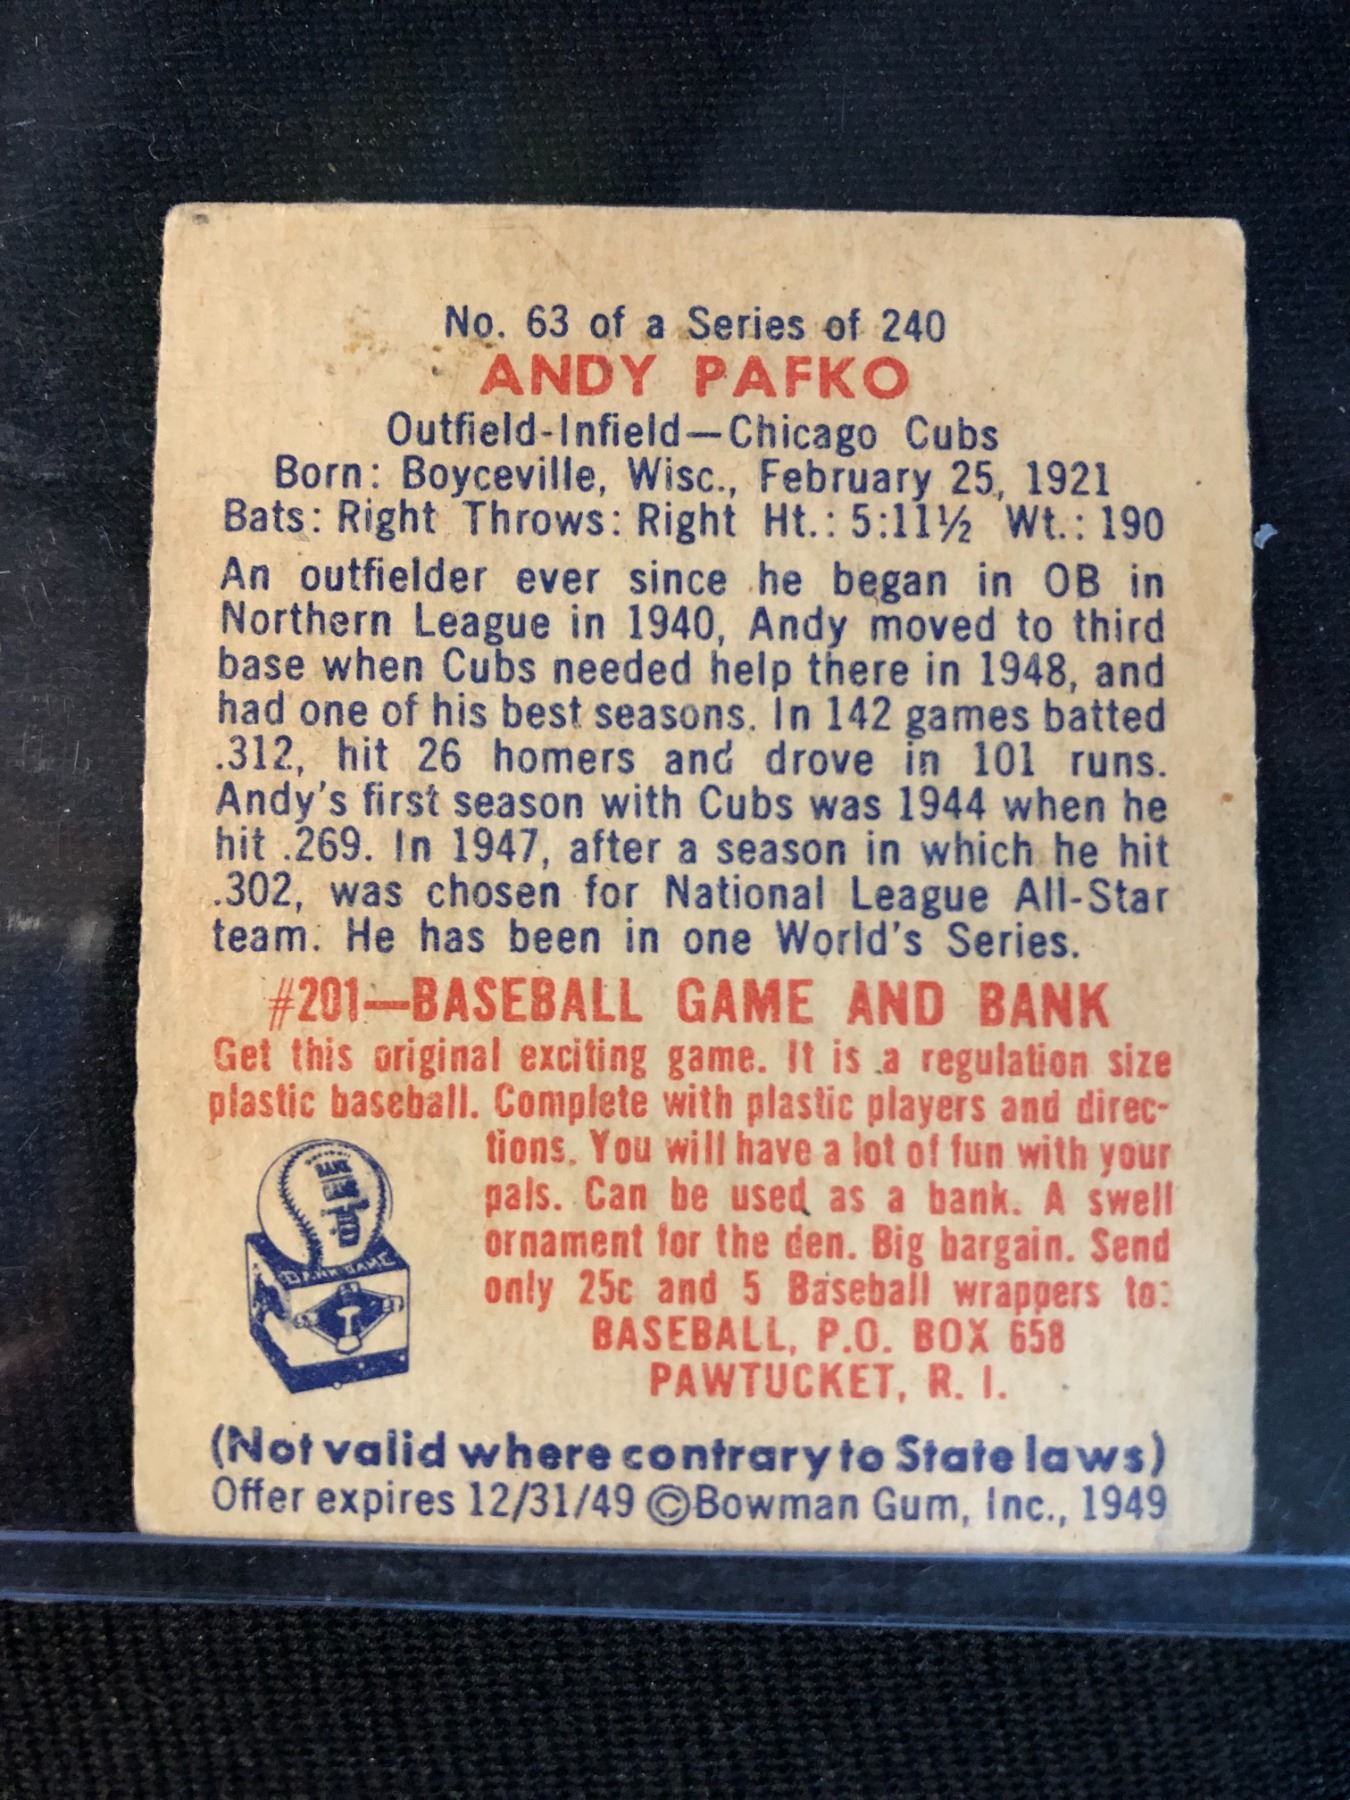 No. 63 of a Series of 240
ANDY PAFKO
Outfield-Infield—Chicago Cubs
Born: Boyceville, Wisc., February 25, 1921
Bats: Right Throws: Right Ht.: 5:11½ Wt.: 190
An outfielder ever since he began in OB in
Northern League in 1940, Andy moved to third
base when Cubs needed help there in 1948, and
had one of his best seasons. In 142 games batted
.312, hit 26 homers and drove in 101 runs.
Andy's first season with Cubs was 1944 when he
hit .269. In 1947, after a season in which he hit
.302, was chosen for National League All-Star
team. He has been in one World's Series.
#201—BASEBALL GAME AND BANK
Get this original exciting game. It is a regulation size
plastic baseball. Complete with plastic players and direc-
tions. You will have a lot of fun with your
pals. Can be used as a bank. A swell
ornament for the den. Big bargain. Send
only 25c and 5 Baseball wrappers to:
BASEBALL, P.O. BOX 658
PAWTUCKET, R. I.
BANK GAME
(Not valid where contrary to State laws)
Offer expires 12/31/49 ©Bowman Gum, Inc., 1949